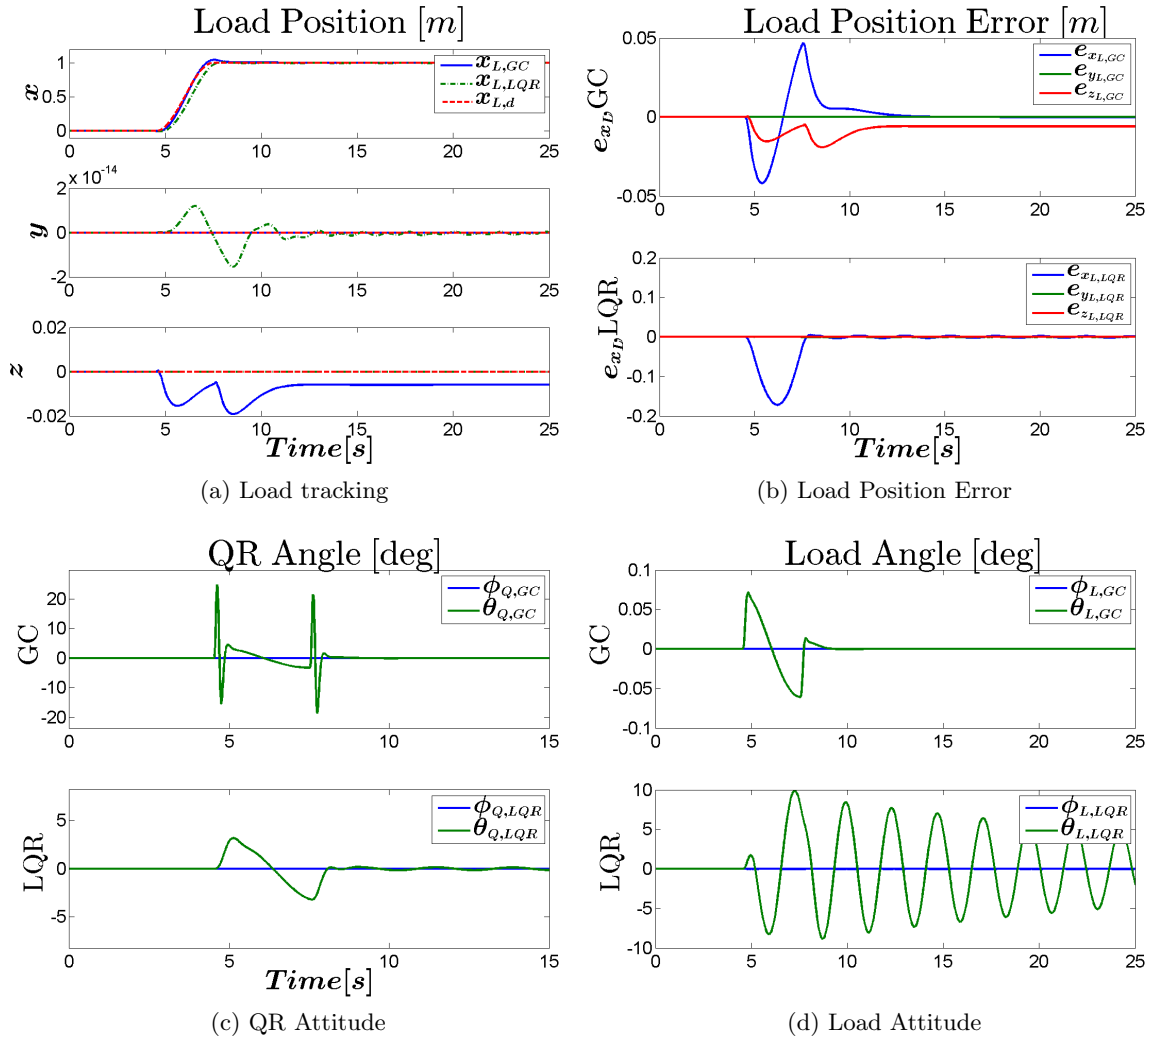 Load Position [m]
x
1
0.5
0
x_{L,GC}
x_{L,LQR}
x_{L,d}
0 5 10 15 20 25
x 10^{-14}
y
2
0
-2
0 5 10 15 20 25
z
0.02
0
-0.02
0 5 10 15 20 25
Time[s]
(a) Load tracking
Load Position Error [m]
e_{x_L},GC
0.05
0
-0.05
e_{x_{L,GC}}
e_{y_{L,GC}}
e_{z_{L,GC}}
0 5 10 15 20 25
e_{x_L},LQR
0.2
0.1
0
-0.1
-0.2
e_{x_{L,LQR}}
e_{y_{L,LQR}}
e_{z_{L,LQR}}
0 5 10 15 20 25
Time[s]
(b) Load Position Error
QR Angle [deg]
GC
20
10
0
-10
-20
ϕ_{Q,GC}
θ_{Q,GC}
0 5 10 15
LQR
5
0
-5
ϕ_{Q,LQR}
θ_{Q,LQR}
0 5 10 15
Time[s]
(c) QR Attitude
Load Angle [deg]
GC
0.1
0.05
0
-0.05
-0.1
ϕ_{L,GC}
θ_{L,GC}
0 5 10 15 20 25
LQR
10
5
0
-5
-10
ϕ_{L,LQR}
θ_{L,LQR}
0 5 10 15 20 25
(d) Load Attitude